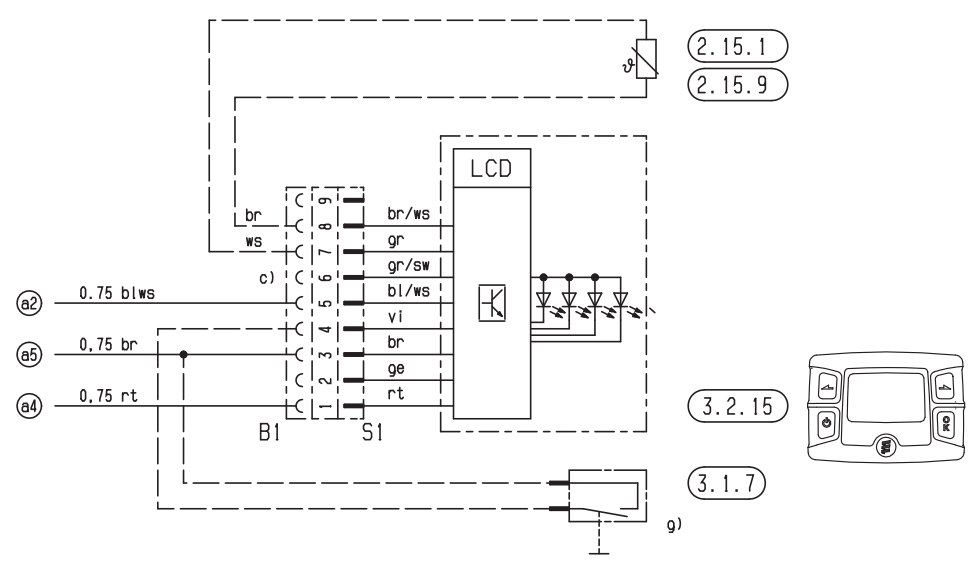 2.15.1
ϑ
2.15.9
LCD
9
br
8
br/ws
ws
7
gr
c)
6
gr/sw
a2
0.75 blws
5
bl/ws
4
vi
a5
0,75 br
3
br
2
ge
a4
0,75 rt
1
rt
B1
S1
3.2.15
OK
3.1.7
g)